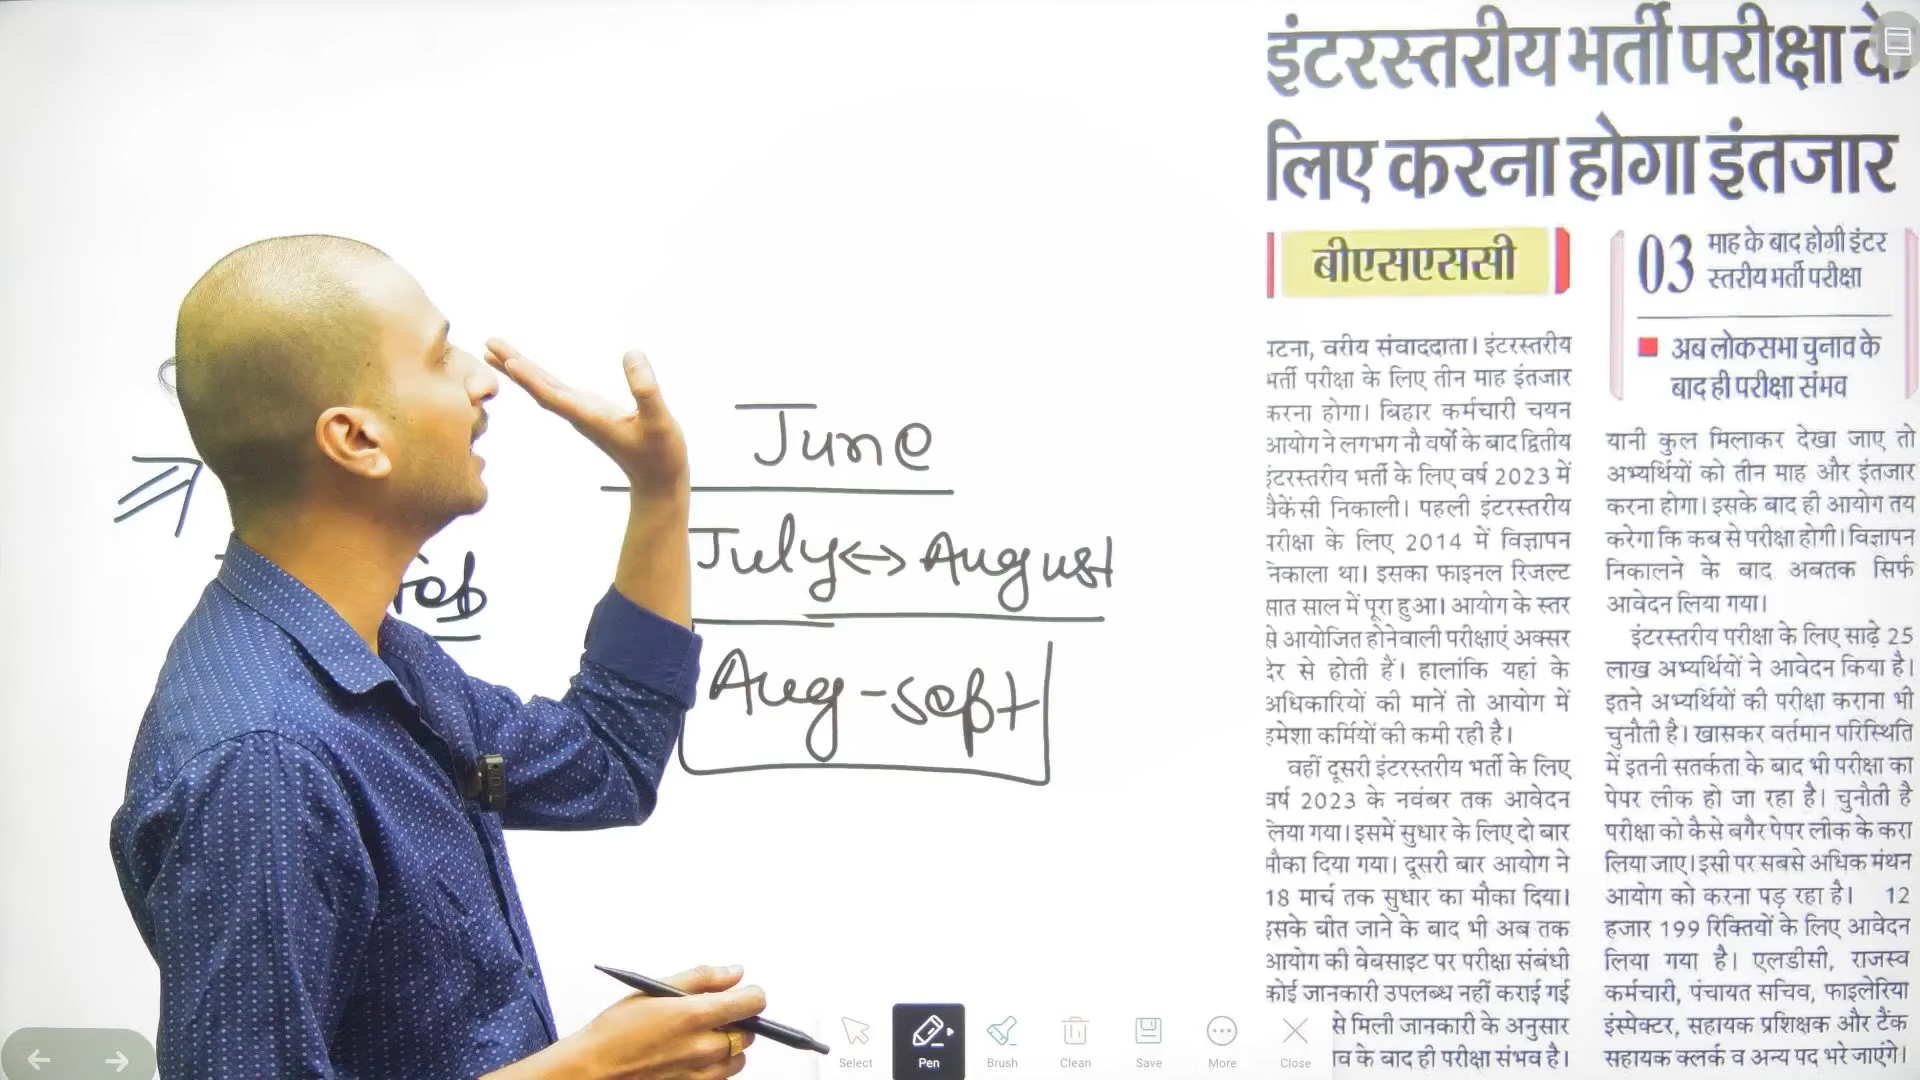 इंटरस्तरीय भर्ती परीक्षा के
लिए करना होगा इंतजार
बीएसएससी
03 माह के बाद होगी इंटर
स्तरीय भर्ती परीक्षा
अब लोकसभा चुनाव के
बाद ही परीक्षा संभव
पटना, वरीय संवाददाता। इंटरस्तरीय
भर्ती परीक्षा के लिए तीन माह इंतजार
करना होगा। बिहार कर्मचारी चयन
आयोग ने लगभग नौ वर्षों के बाद द्वितीय
इंटरस्तरीय भर्ती के लिए वर्ष 2023 में
वैकेंसी निकाली। पहली इंटरस्तरीय
परीक्षा के लिए 2014 में विज्ञापन
निकाला था। इसका फाइनल रिजल्ट
सात साल में पूरा हुआ। आयोग के स्तर
से आयोजित होनेवाली परीक्षाएं अक्सर
देर से होती हैं। हालांकि यहां के
अधिकारियों की मानें तो आयोग में
हमेशा कर्मियों की कमी रही है।
वहीं दूसरी इंटरस्तरीय भर्ती के लिए
वर्ष 2023 के नवंबर तक आवेदन
लिया गया। इसमें सुधार के लिए दो बार
मौका दिया गया। दूसरी बार आयोग ने
18 मार्च तक सुधार का मौका दिया।
इसके बीत जाने के बाद भी अब तक
आयोग की वेबसाइट पर परीक्षा संबंधी
कोई जानकारी उपलब्ध नहीं कराई गई
से मिली जानकारी के अनुसार
के बाद ही परीक्षा संभव है।
यानी कुल मिलाकर देखा जाए तो
अभ्यर्थियों को तीन माह और इंतजार
करना होगा। इसके बाद ही आयोग तय
करेगा कि कब से परीक्षा होगी। विज्ञापन
निकालने के बाद अबतक सिर्फ
आवेदन लिया गया।
इंटरस्तरीय परीक्षा के लिए साढ़े 25
लाख अभ्यर्थियों ने आवेदन किया है।
इतने अभ्यर्थियों की परीक्षा कराना भी
चुनौती है। खासकर वर्तमान परिस्थिति
में इतनी सतर्कता के बाद भी परीक्षा का
पेपर लीक हो जा रहा है। चुनौती है
परीक्षा को कैसे बगैर पेपर लीक के करा
लिया जाए। इसी पर सबसे अधिक मंथन
आयोग को करना पड़ रहा है। 12
हजार 199 रिक्तियों के लिए आवेदन
लिया गया है। एलडीसी, राजस्व
कर्मचारी, पंचायत सचिव, फाइलेरिया
इंस्पेक्टर, सहायक प्रशिक्षक और टैंक
सहायक क्लर्क व अन्य पद भरे जाएंगे।
June
July↔August
Aug-sept
Select
Pen
Brush
Clean
Save
More
Close